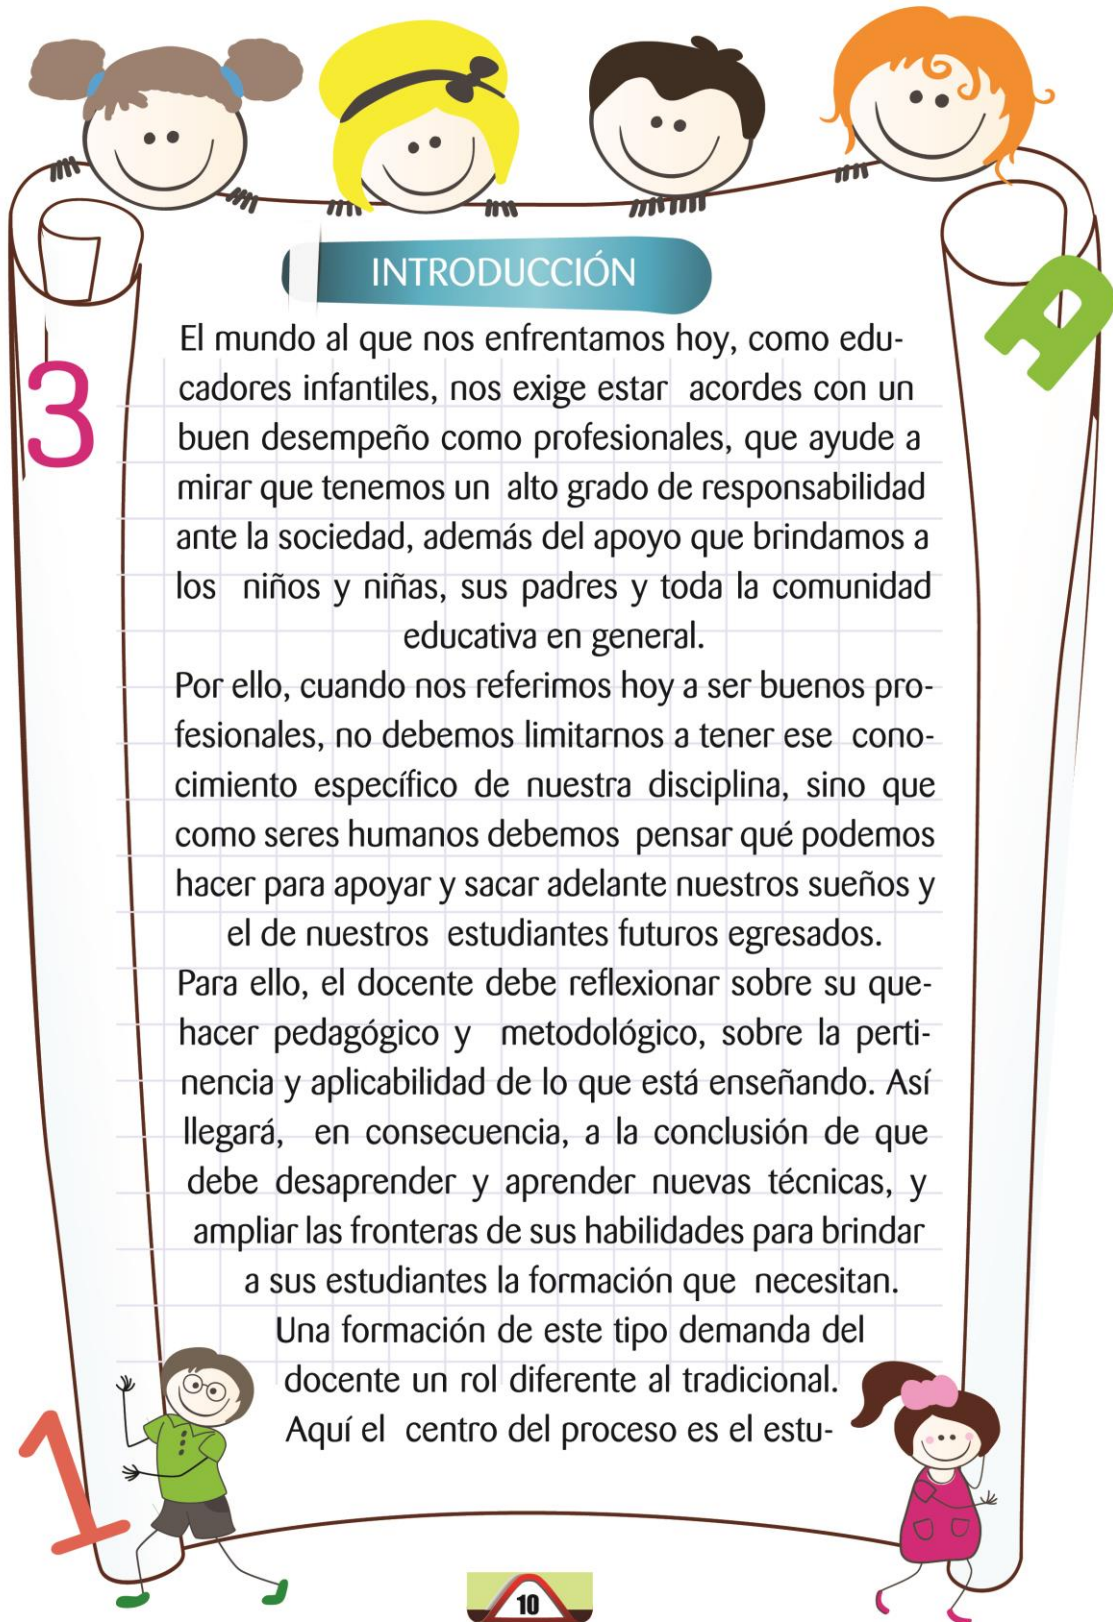 INTRODUCCIÓN
El mundo al que nos enfrentamos hoy, como edu-
cadores infantiles, nos exige estar acordes con un
buen desempeño como profesionales, que ayude a
mirar que tenemos un alto grado de responsabilidad
ante la sociedad, además del apoyo que brindamos a
los niños y niñas, sus padres y toda la comunidad
educativa en general.
Por ello, cuando nos referimos hoy a ser buenos pro-
fesionales, no debemos limitarnos a tener ese cono-
cimiento específico de nuestra disciplina, sino que
como seres humanos debemos pensar qué podemos
hacer para apoyar y sacar adelante nuestros sueños y
el de nuestros estudiantes futuros egresados.
Para ello, el docente debe reflexionar sobre su que-
hacer pedagógico y metodológico, sobre la perti-
nencia y aplicabilidad de lo que está enseñando. Así
llegará, en consecuencia, a la conclusión de que
debe desaprender y aprender nuevas técnicas, y
ampliar las fronteras de sus habilidades para brindar
a sus estudiantes la formación que necesitan.
Una formación de este tipo demanda del
docente un rol diferente al tradicional.
Aquí el centro del proceso es el estu-
3
A
1
10